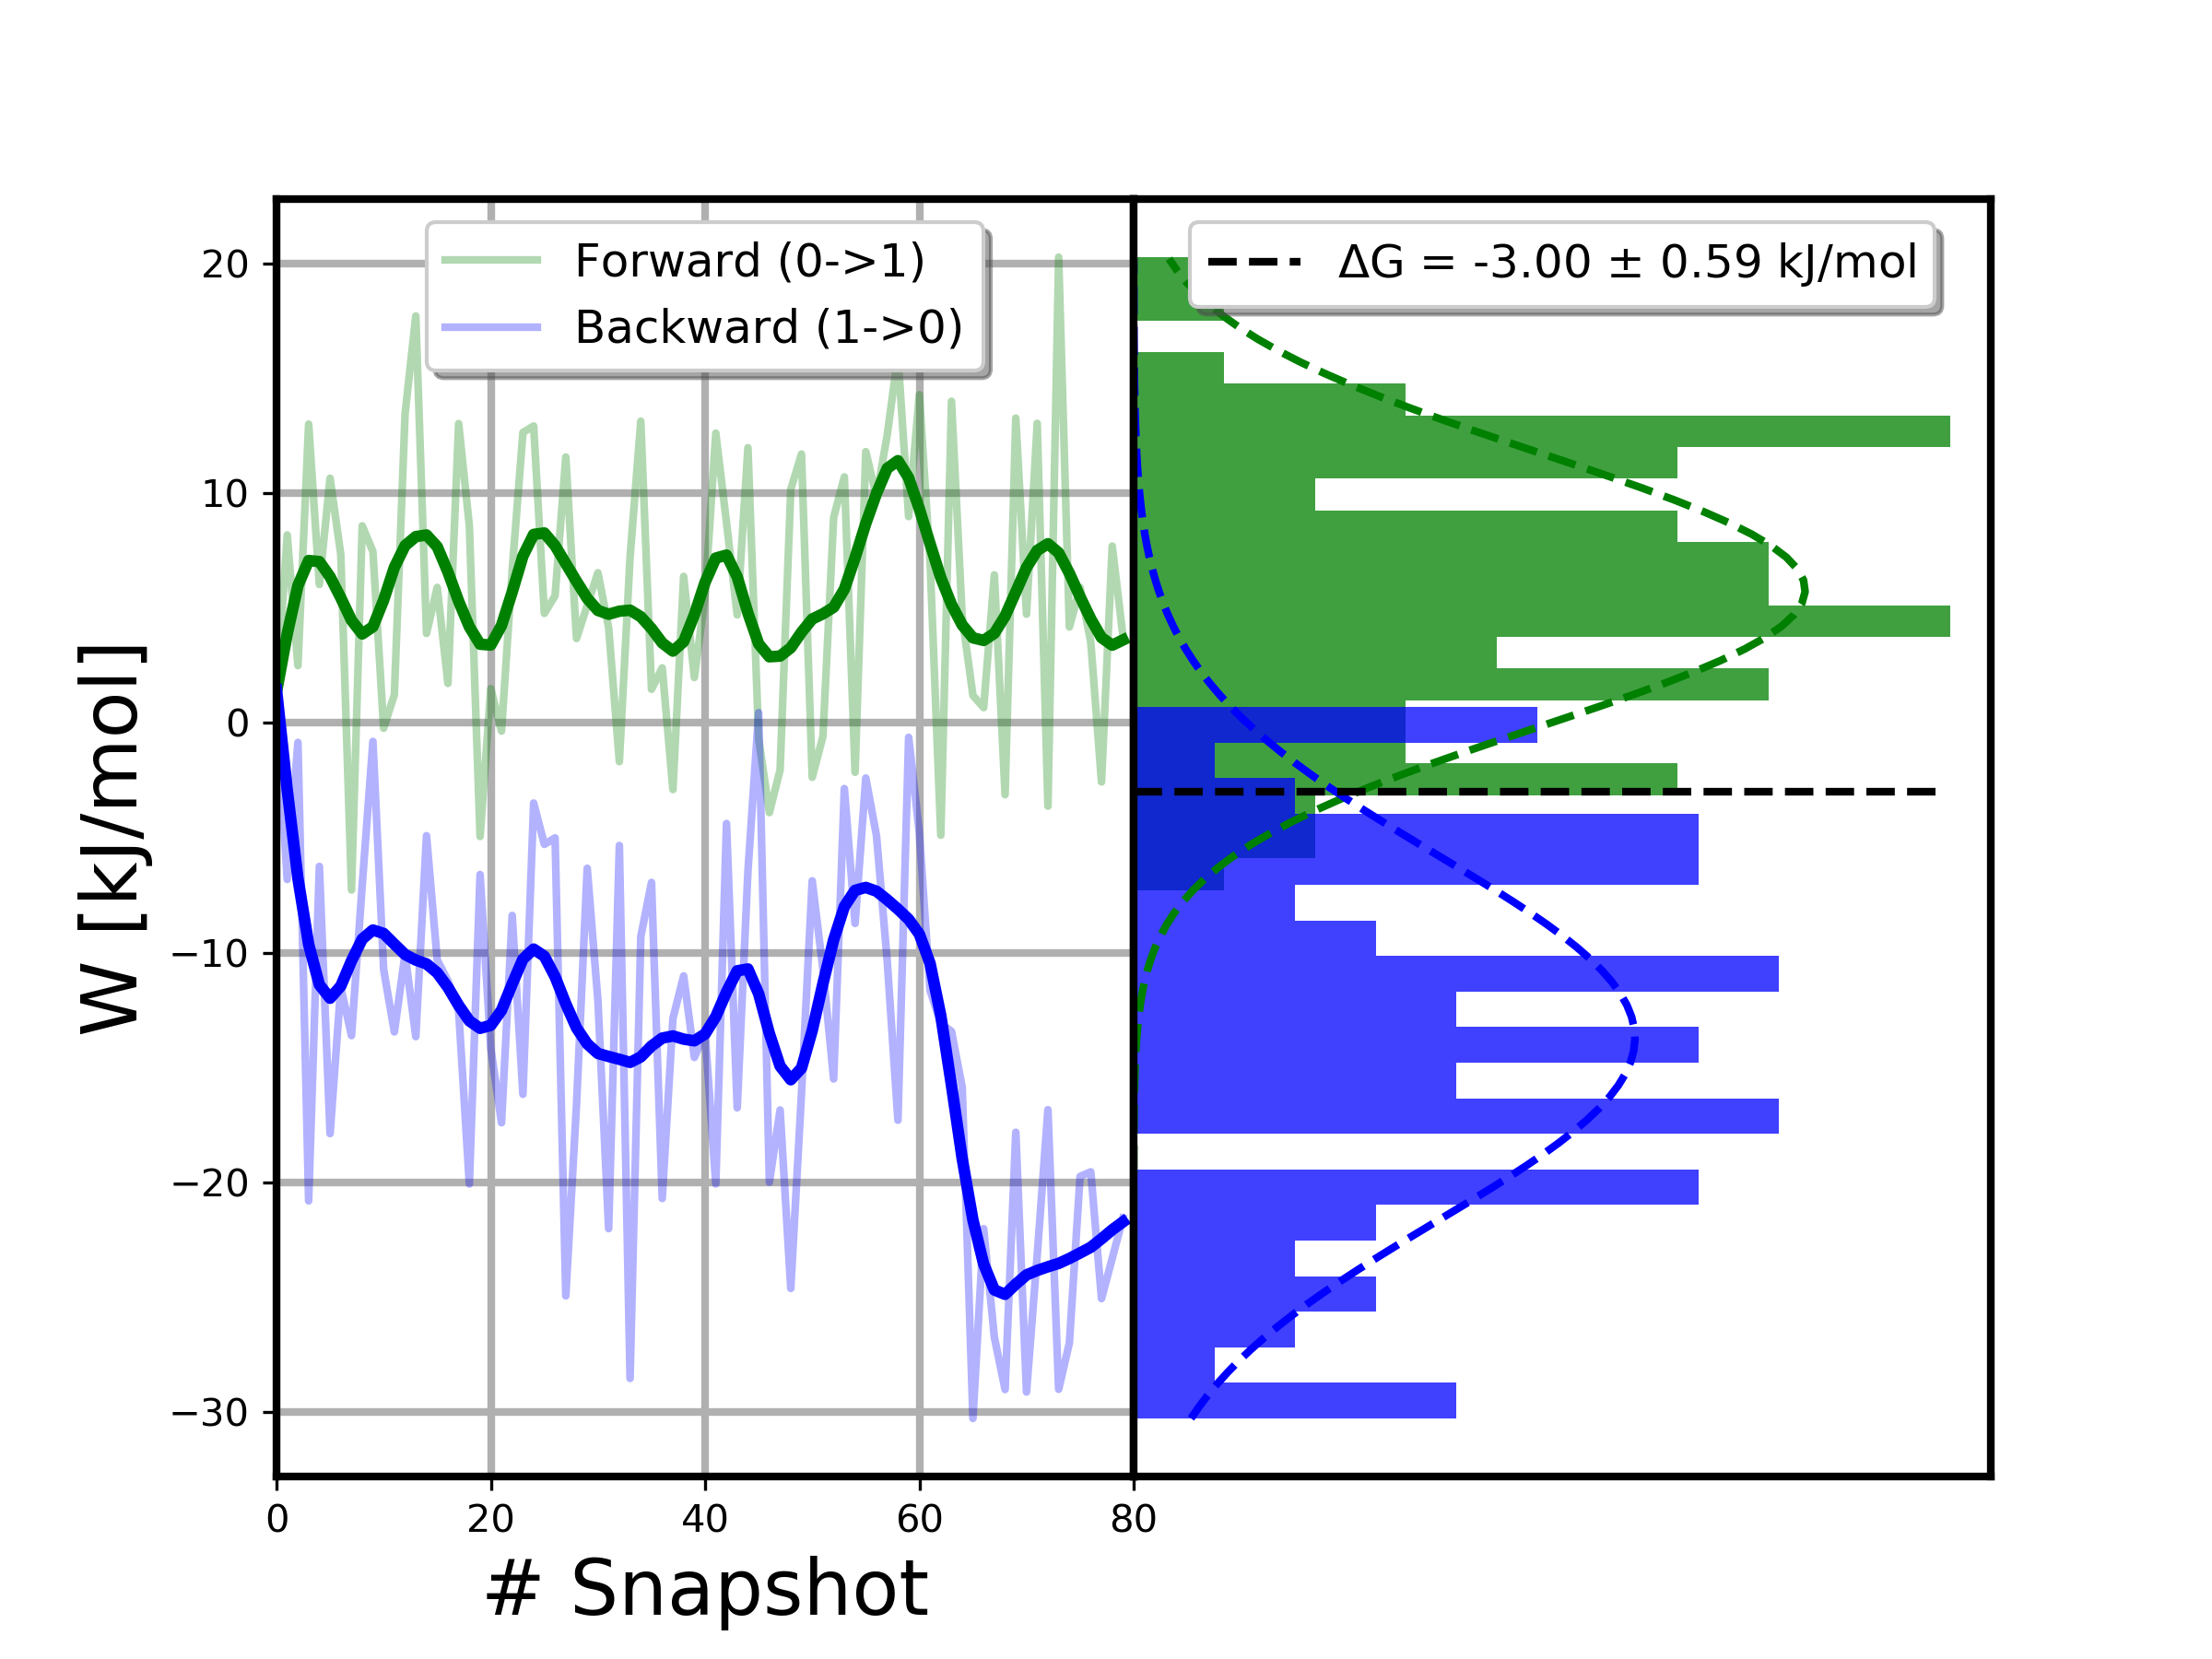 Forward (0->1)
Backward (1->0)
ΔG = -3.00 ± 0.59 kJ/mol
W [kJ/mol]
20
10
0
−10
−20
−30
0 20 40 60 80
# Snapshot